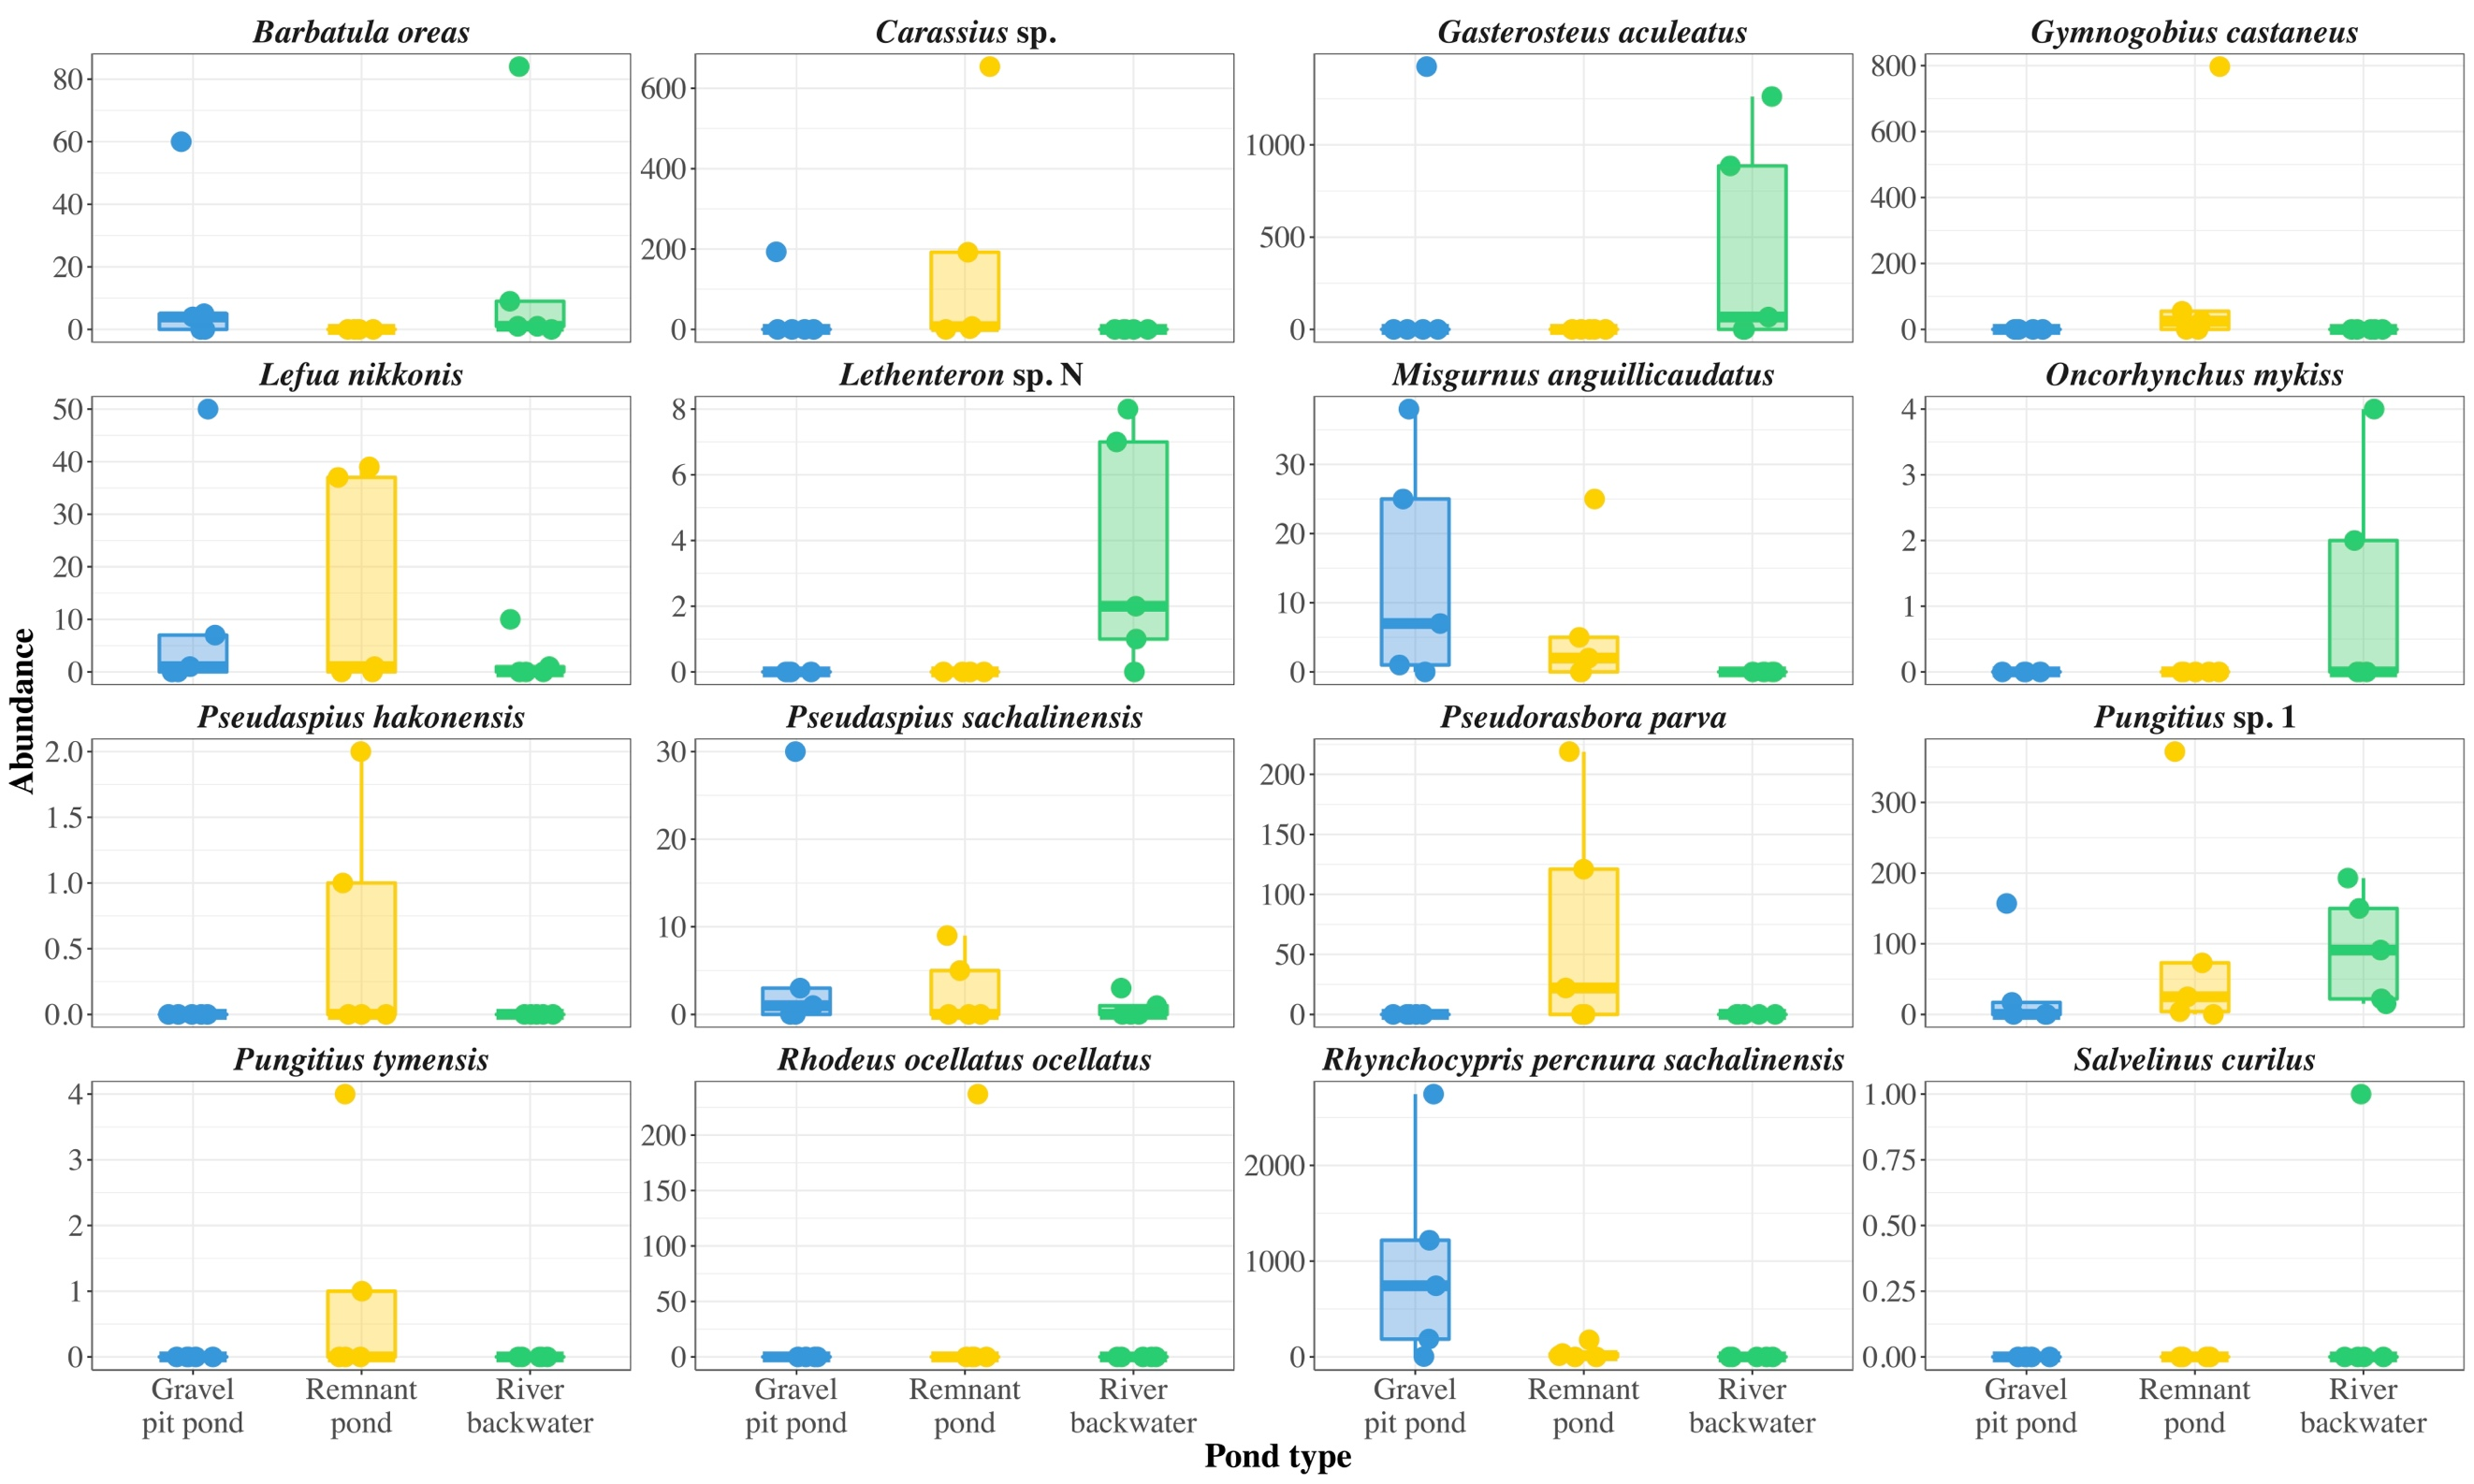 Barbatula oreas
Carassius sp.
Gasterosteus aculeatus
Gymnogobius castaneus
80
60
40
20
0
600
400
200
0
1000
500
0
800
600
400
200
0
Lefua nikkonis
Lethenteron sp. N
Misgurnus anguillicaudatus
Oncorhynchus mykiss
50
40
30
20
10
0
8
6
4
2
0
30
20
10
0
4
3
2
1
0
Abundance
Pseudaspius hakonensis
Pseudaspius sachalinensis
Pseudorasbora parva
Pungitius sp. 1
2.0
1.5
1.0
0.5
0.0
30
20
10
0
200
150
100
50
0
300
200
100
0
Pungitius tymensis
Rhodeus ocellatus ocellatus
Rhynchocypris percnura sachalinensis
Salvelinus curilus
4
3
2
1
0
200
150
100
50
0
2000
1000
0
1.00
0.75
0.50
0.25
0.00
Gravel
pit pond
Remnant
pond
River
backwater
Gravel
pit pond
Remnant
pond
River
backwater
Gravel
pit pond
Remnant
pond
River
backwater
Gravel
pit pond
Remnant
pond
River
backwater
Pond type